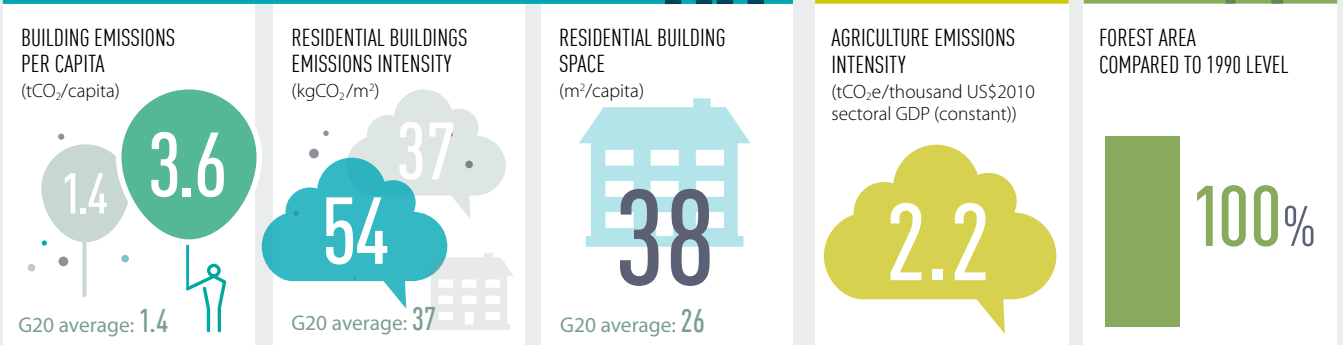 BUILDING EMISSIONS
PER CAPITA
(tCO₂/capita)
1.4
3.6
G20 average: 1.4
RESIDENTIAL BUILDINGS
EMISSIONS INTENSITY
(kgCO₂/m²)
37
54
G20 average: 37
RESIDENTIAL BUILDING
SPACE
(m²/capita)
38
G20 average: 26
AGRICULTURE EMISSIONS
INTENSITY
(tCO₂e/thousand US$2010
sectoral GDP (constant))
2.2
FOREST AREA
COMPARED TO 1990 LEVEL
100%